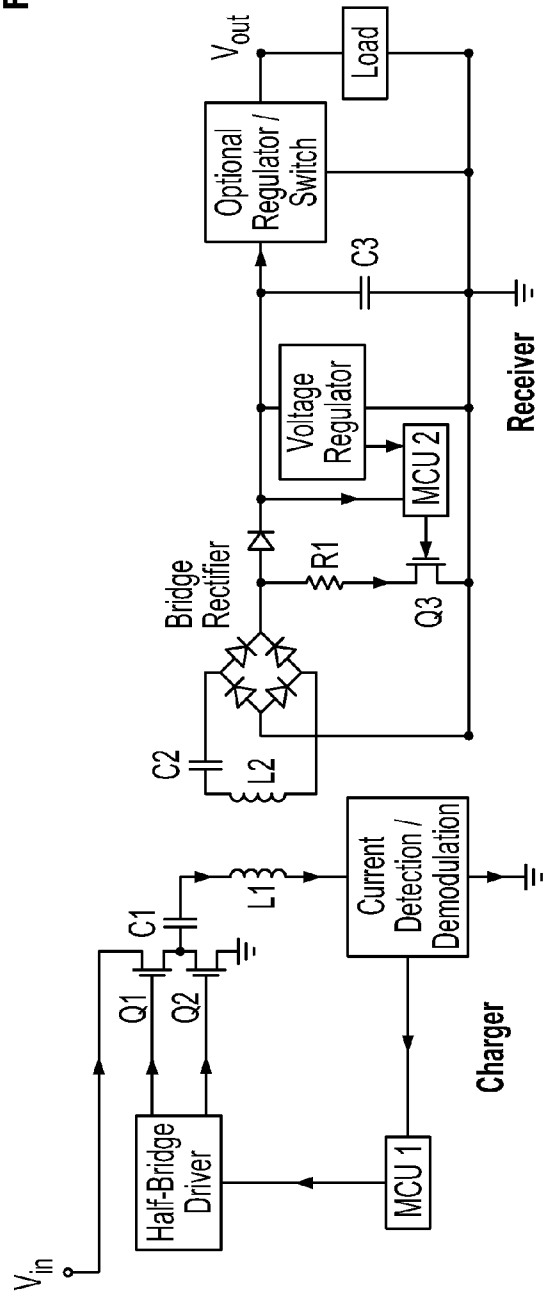 F
V_in
Half-Bridge
Driver
Q1
Q2
C1
L1
MCU 1
Current
Detection /
Demodulation
Charger
C2
L2
Bridge
Rectifier
R1
Q3
Voltage
Regulator
MCU 2
C3
Optional
Regulator /
Switch
V_out
Load
Receiver